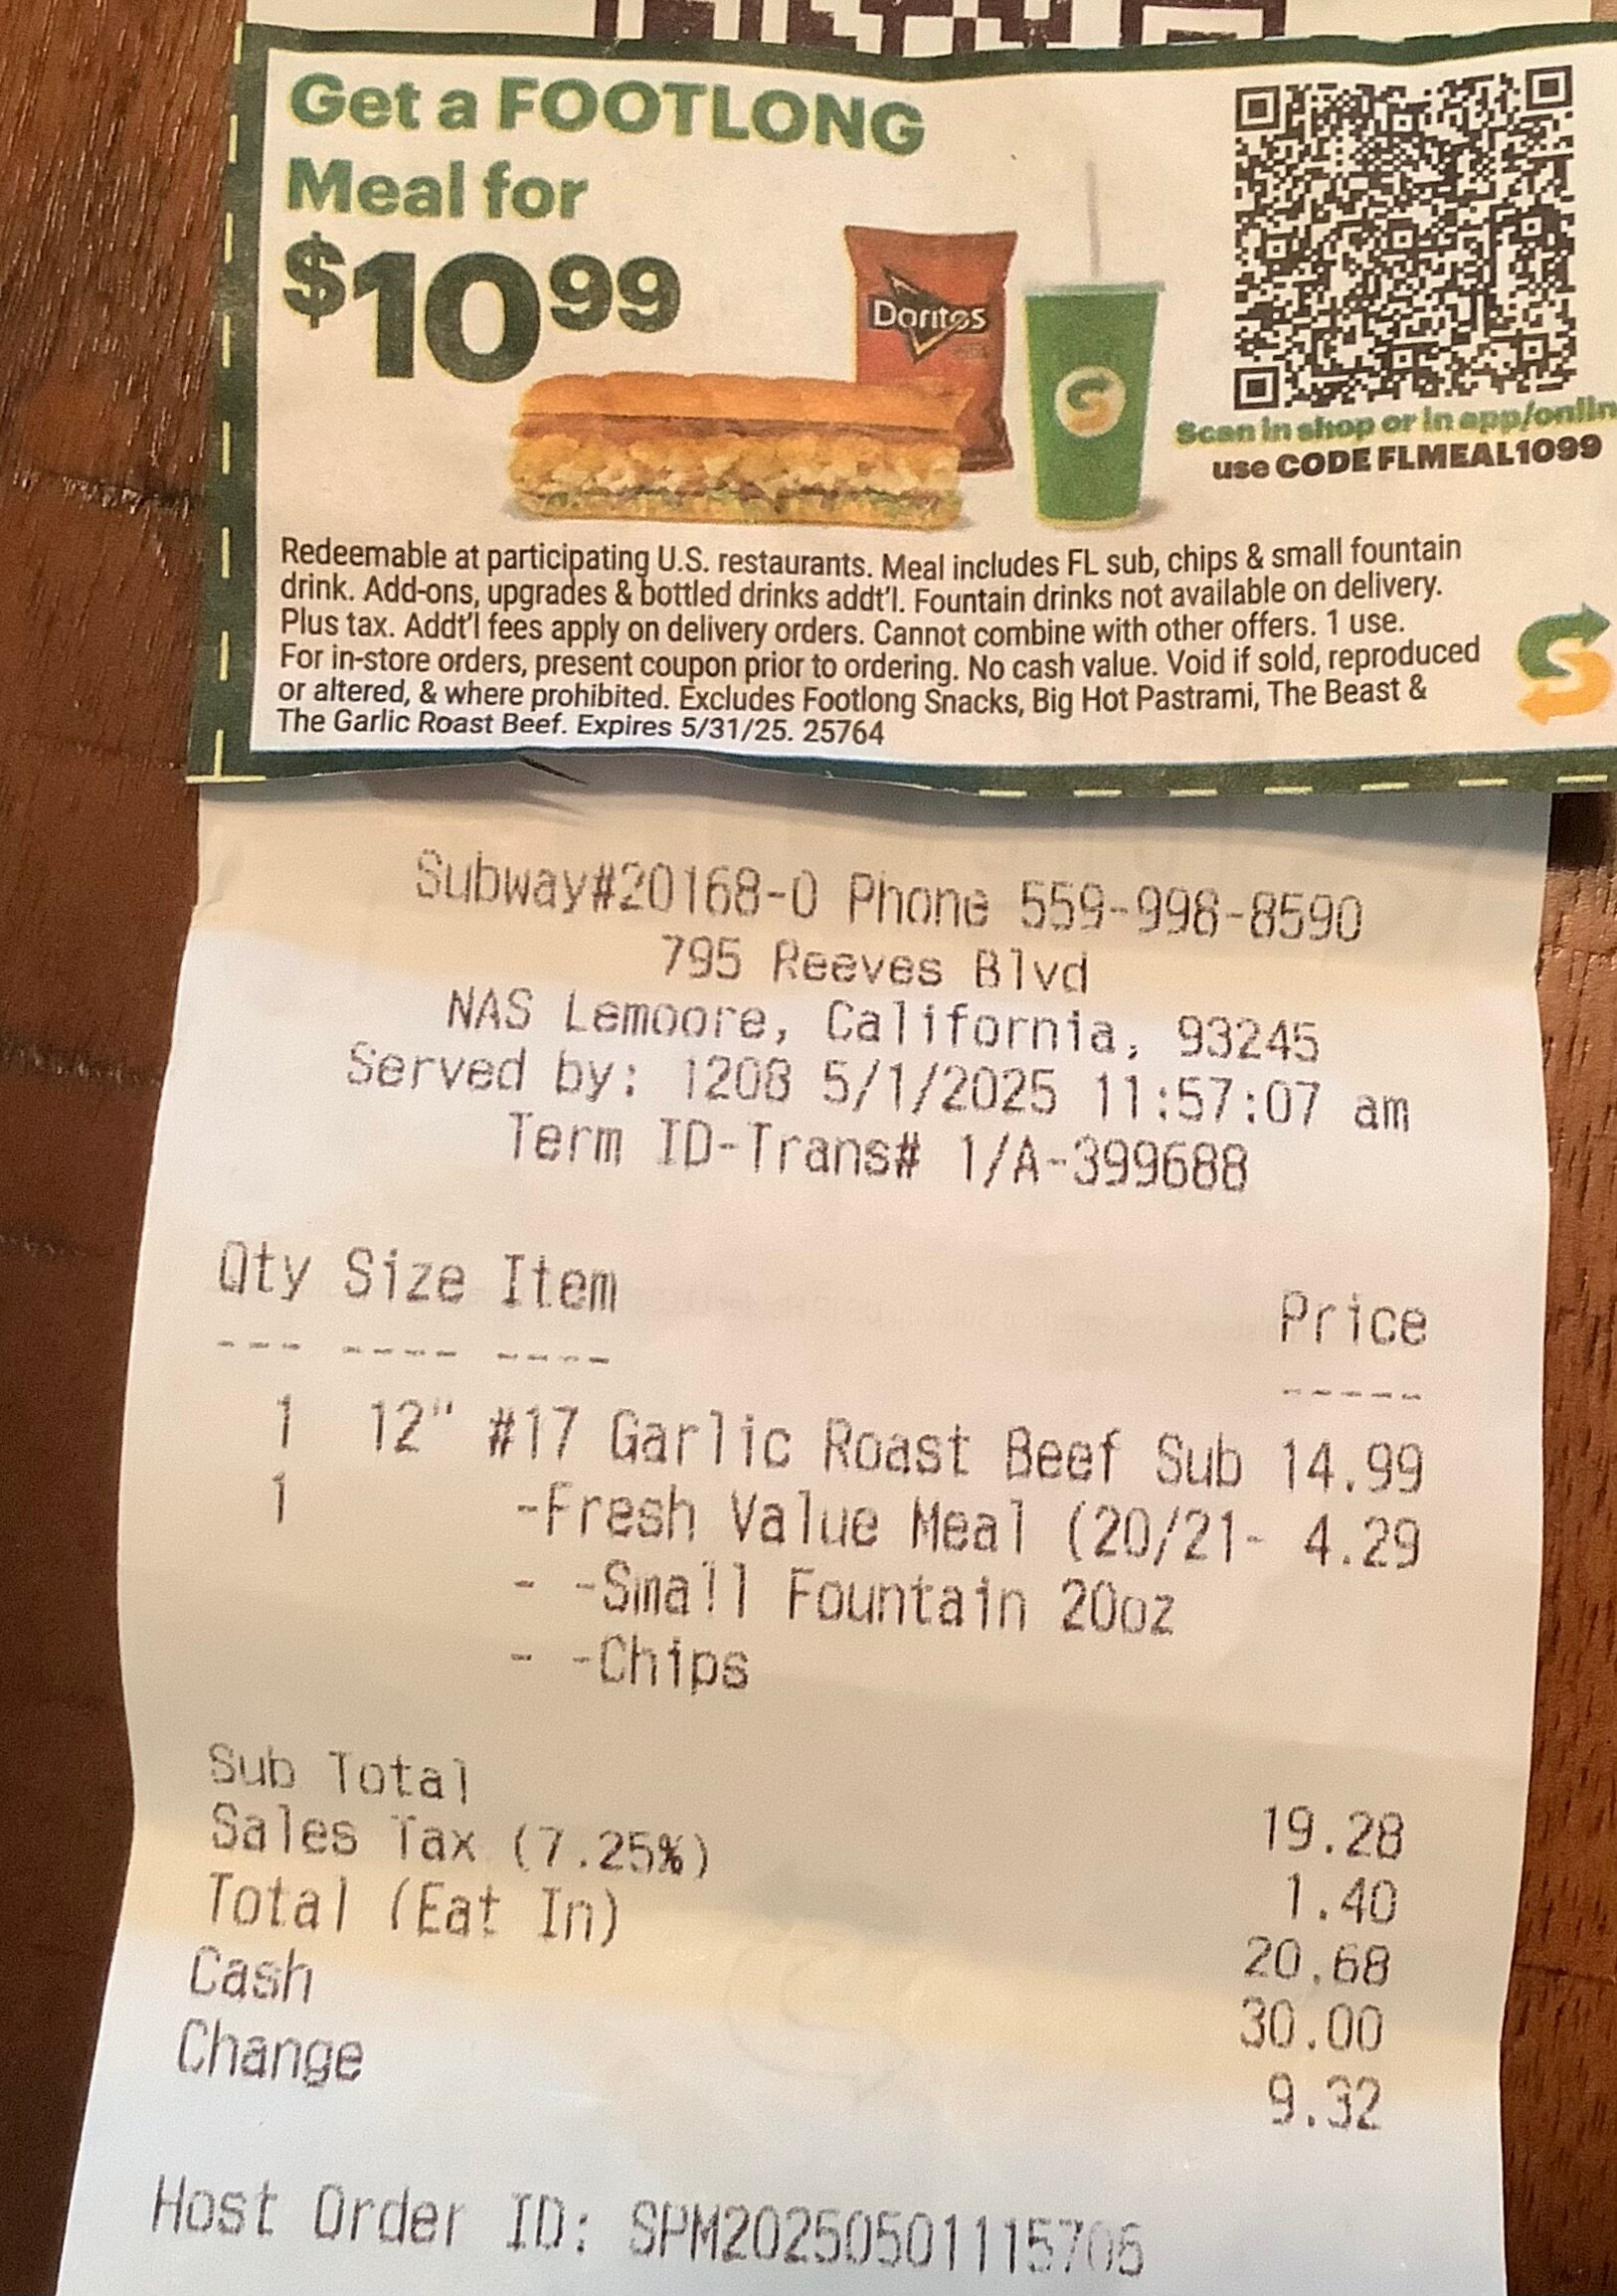 Get a FOOTLONG
Meal for
$10⁹⁹
Doritos
Scan in shop or in app/onlin
use CODE FLMEAL1099
Redeemable at participating U.S. restaurants. Meal includes FL sub, chips & small fountain
drink. Add-ons, upgrades & bottled drinks addt'l. Fountain drinks not available on delivery.
Plus tax. Addt'l fees apply on delivery orders. Cannot combine with other offers. 1 use.
For in-store orders, present coupon prior to ordering. No cash value. Void if sold, reproduced
or altered, & where prohibited. Excludes Footlong Snacks, Big Hot Pastrami, The Beast &
The Garlic Roast Beef. Expires 5/31/25. 25764
Subway#20168-0 Phone 559-998-8590
795 Reeves Blvd
NAS Lemoore, California, 93245
Served by: 1208 5/1/2025 11:57:07 am
Term ID-Trans# 1/A-399688
Qty Size Item Price
--- ---- ---- -----
1 12" #17 Garlic Roast Beef Sub 14.99
1 -Fresh Value Meal (20/21- 4.29
- -Small Fountain 20oz
- -Chips
Sub Total 19.28
Sales Tax (7.25%) 1.40
Total (Eat In) 20.68
Cash 30.00
Change 9.32
Host Order ID: SPM20250501115706